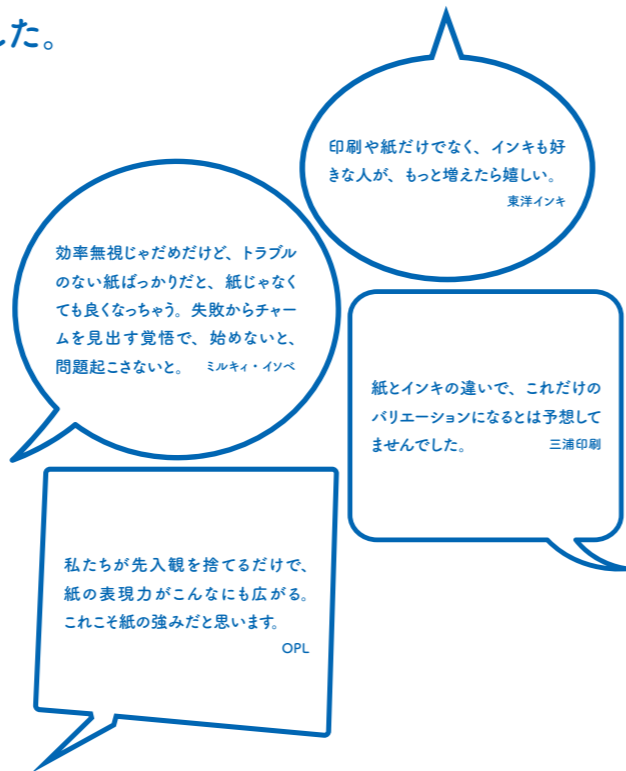 した。
印刷や紙だけでなく、インキも好
きな人が、もっと増えたら嬉しい。
東洋インキ
効率無視じゃだめだけど、トラブル
のない紙ばっかりだと、紙じゃなく
ても良くなっちゃう。失敗からチャー
ムを見出す覚悟で、始めないと、
問題起こさないと。 ミルキィ・イソベ
紙とインキの違いで、これだけの
バリエーションになるとは予想して
ませんでした。 三浦印刷
私たちが先入観を捨てるだけで、
紙の表現力がこんなにも広がる。
これこそ紙の強みだと思います。
OPL